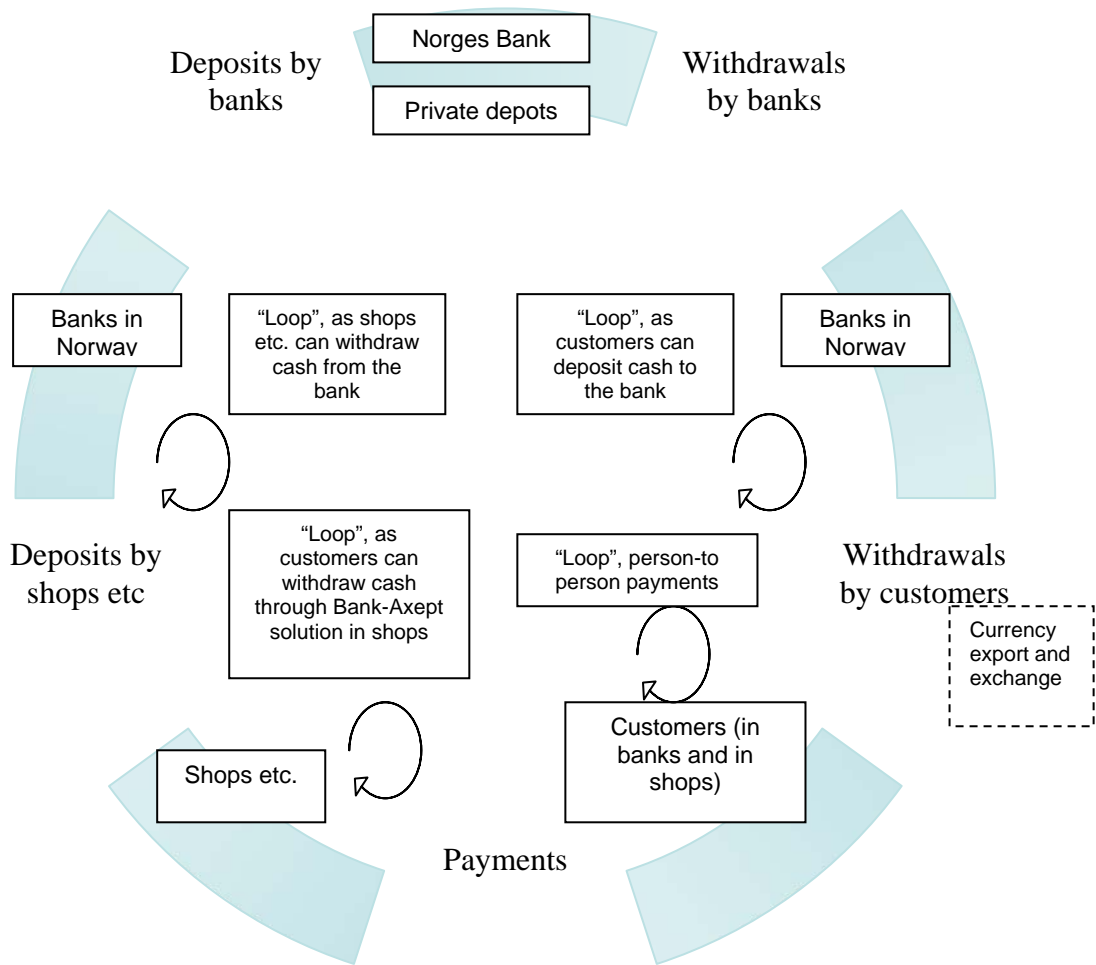 Norges Bank
Deposits by
banks
Withdrawals
by banks
Private depots
Banks in
Norway
“Loop”, as shops
etc. can withdraw
cash from the
bank
“Loop”, as
customers can
deposit cash to
the bank
Banks in
Norway
Deposits by
shops etc
“Loop”, as
customers can
withdraw cash
through Bank-Axept
solution in shops
“Loop”, person-to
person payments
Withdrawals
by customers
Currency
export and
exchange
Shops etc.
Customers (in
banks and in
shops)
Payments